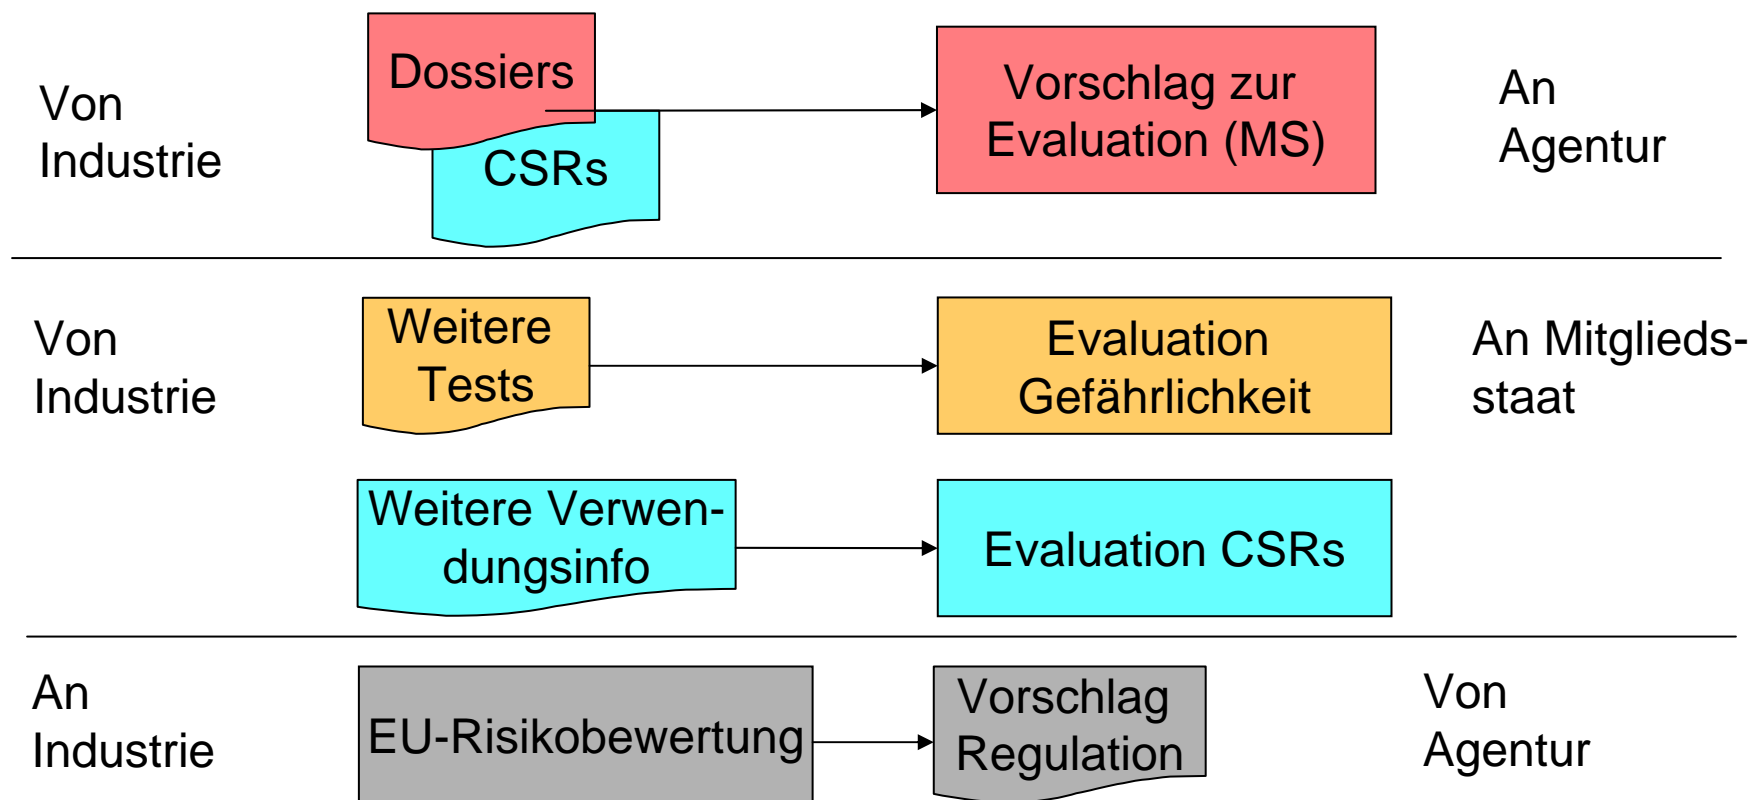 Von
Industrie
Dossiers
CSRs
Vorschlag zur
Evaluation (MS)
An
Agentur
Von
Industrie
Weitere
Tests
Evaluation
Gefährlichkeit
An Mitglieds-
staat
Weitere Verwen-
dungsinfo
Evaluation CSRs
An
Industrie
EU-Risikobewertung
Vorschlag
Regulation
Von
Agentur